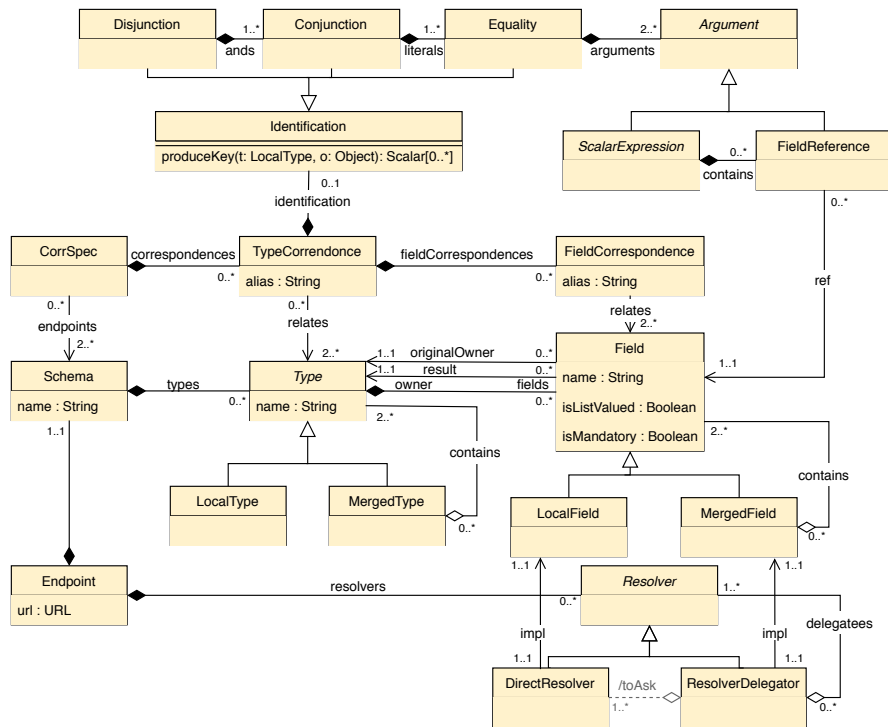 Disjunction
Conjunction
Equality
Argument
1..*
ands
1..*
literals
arguments
2..*
Identification
produceKey(t: LocalType, o: Object): Scalar[0..*]
ScalarExpression
0..*
contains
FieldReference
0..1
identification
0..*
CorrSpec
correspondences
TypeCorrendonce
fieldCorrespondences
FieldCorrespondence
alias : String
alias : String
0..*
0..*
0..*
0..*
endpoints
2..*
relates
2..*
relates
2..*
ref
Schema
name : String
types
0..*
Type
name : String
1..1
originalOwner
0..*
1..1
result
0..*
owner
fields
0..*
Field
name : String
isListValued : Boolean
isMandatory : Boolean
1..1
1..1
2..*
contains
2..*
contains
LocalType
MergedType
0..*
LocalField
MergedField
0..*
1..1
1..1
Endpoint
url : URL
resolvers
0..*
Resolver
1..*
impl
impl
delegatees
1..1
1..1
DirectResolver
/toAsk
1..*
ResolverDelegator
0..*